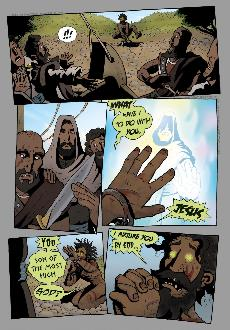 !!!
WHAT
HAVE I
TO DO WITH
YOU,
JESUS
YOU,
SON OF
THE MOST
HIGH
GOD?
I ADJURE YOU
BY GOD...